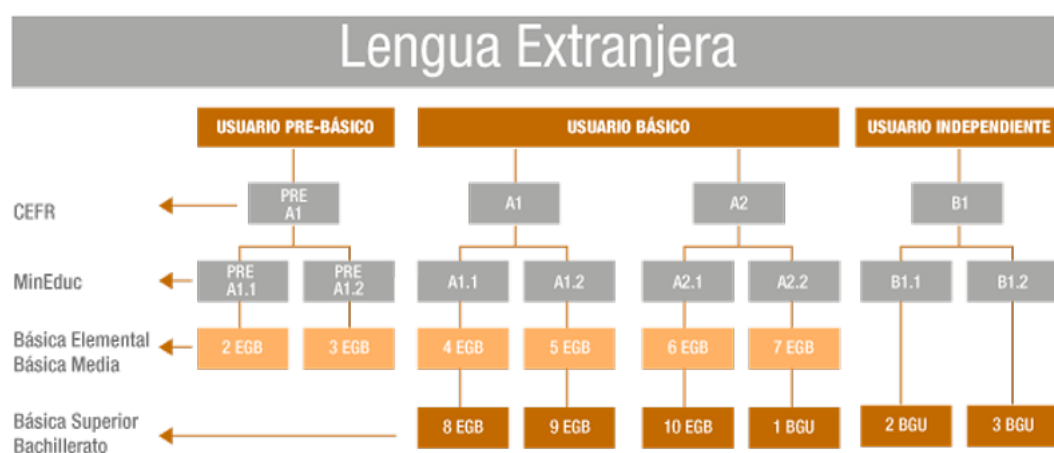 Lengua Extranjera
USUARIO PRE-BÁSICO
USUARIO BÁSICO
USUARIO INDEPENDIENTE
CEFR
PRE
A1
A1
A2
B1
MinEduc
PRE
A1.1
PRE
A1.2
A1.1
A1.2
A2.1
A2.2
B1.1
B1.2
Básica Elemental
Básica Media
2 EGB
3 EGB
4 EGB
5 EGB
6 EGB
7 EGB
Básica Superior
Bachillerato
8 EGB
9 EGB
10 EGB
1 BGU
2 BGU
3 BGU